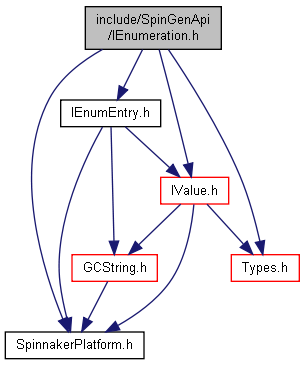 include/SpinGenApi
/IEnumeration.h
IEnumEntry.h
IValue.h
GCString.h
Types.h
SpinnakerPlatform.h